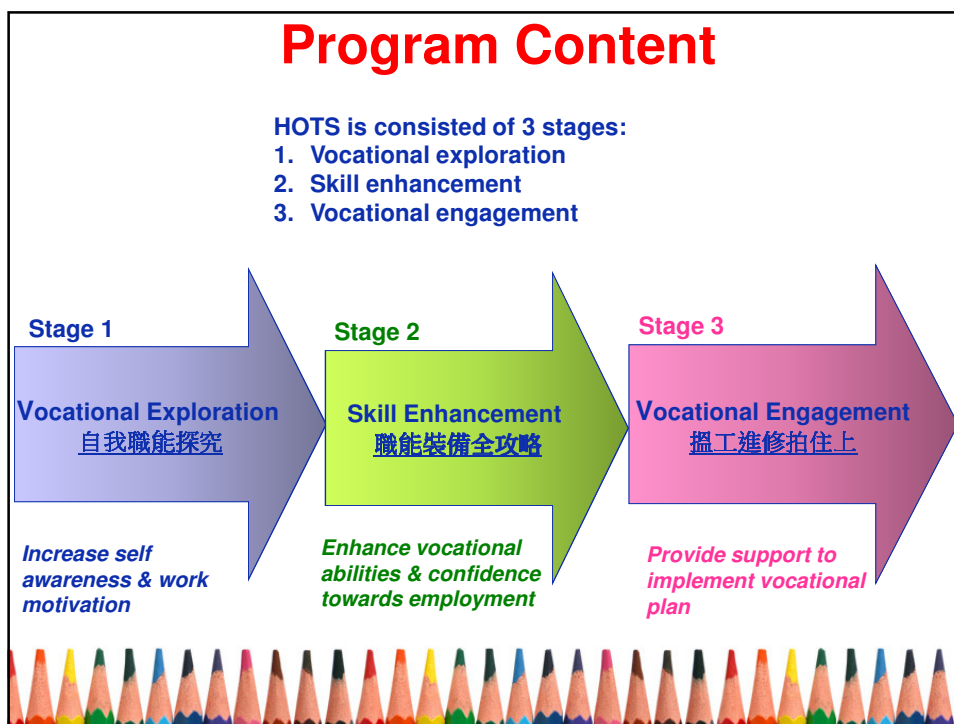 Program Content
HOTS is consisted of 3 stages:
1. Vocational exploration
2. Skill enhancement
3. Vocational engagement
Stage 1
Vocational Exploration
自我職能探究
Increase self
awareness & work
motivation
Stage 2
Skill Enhancement
職能裝備全攻略
Enhance vocational
abilities & confidence
towards employment
Stage 3
Vocational Engagement
搵工進修拍住上
Provide support to
implement vocational
plan